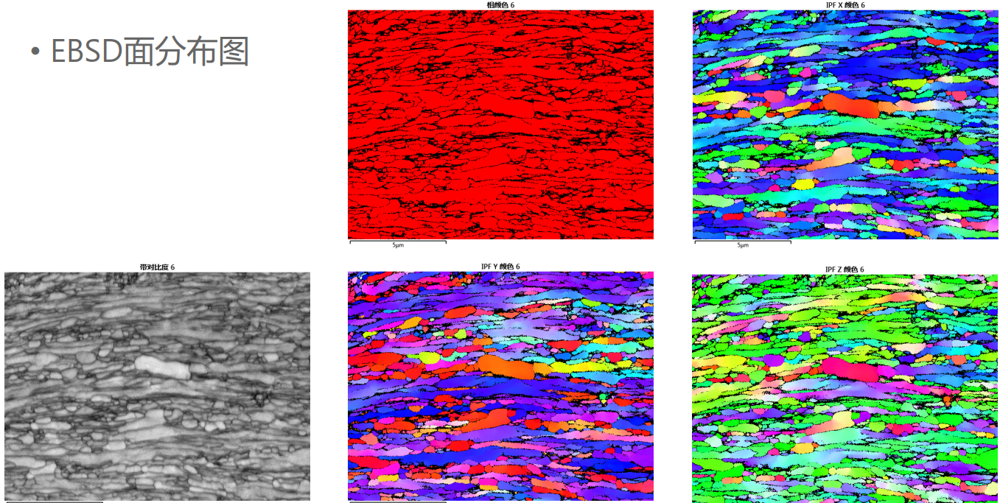 • EBSD面分布图
相颜色 6
IPF X 颜色 6
5μm
5μm
带对比度 6
IPF Y 颜色 6
IPF Z 颜色 6